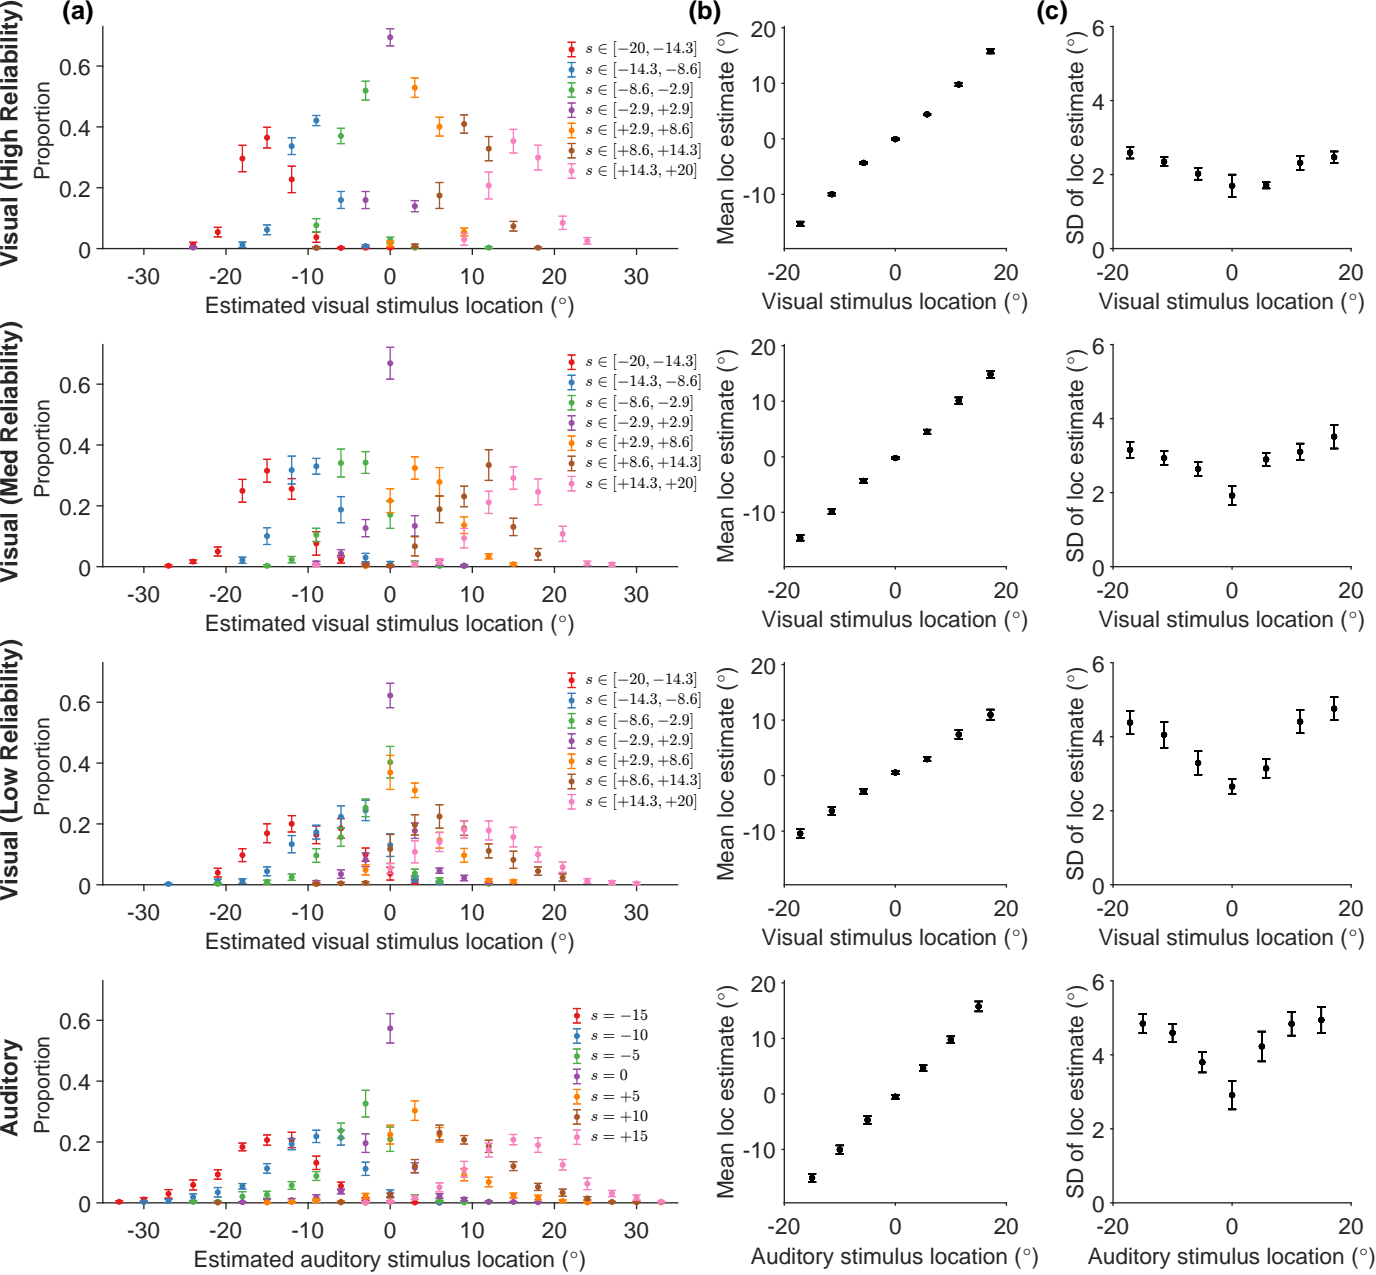 (a)
(b)
(c)
Visual (High Reliability)
Proportion
0.6
0.4
0.2
0
-30 -20 -10 0 10 20 30
Estimated visual stimulus location (°)
s ∈ [−20, −14.3]
s ∈ [−14.3, −8.6]
s ∈ [−8.6, −2.9]
s ∈ [−2.9, +2.9]
s ∈ [+2.9, +8.6]
s ∈ [+8.6, +14.3]
s ∈ [+14.3, +20]
Mean loc estimate (°)
20
10
0
-10
-20 0 20
Visual stimulus location (°)
SD of loc estimate (°)
6
4
2
0
-20 0 20
Visual stimulus location (°)
Visual (Med Reliability)
Proportion
0.6
0.4
0.2
0
-30 -20 -10 0 10 20 30
Estimated visual stimulus location (°)
s ∈ [−20, −14.3]
s ∈ [−14.3, −8.6]
s ∈ [−8.6, −2.9]
s ∈ [−2.9, +2.9]
s ∈ [+2.9, +8.6]
s ∈ [+8.6, +14.3]
s ∈ [+14.3, +20]
Mean loc estimate (°)
20
10
0
-10
-20 0 20
Visual stimulus location (°)
SD of loc estimate (°)
6
4
2
0
-20 0 20
Visual stimulus location (°)
Visual (Low Reliability)
Proportion
0.6
0.4
0.2
0
-30 -20 -10 0 10 20 30
Estimated visual stimulus location (°)
s ∈ [−20, −14.3]
s ∈ [−14.3, −8.6]
s ∈ [−8.6, −2.9]
s ∈ [−2.9, +2.9]
s ∈ [+2.9, +8.6]
s ∈ [+8.6, +14.3]
s ∈ [+14.3, +20]
Mean loc estimate (°)
20
10
0
-10
-20 0 20
Visual stimulus location (°)
SD of loc estimate (°)
6
4
2
0
-20 0 20
Visual stimulus location (°)
Auditory
Proportion
0.6
0.4
0.2
0
-30 -20 -10 0 10 20 30
Estimated auditory stimulus location (°)
s = −15
s = −10
s = −5
s = 0
s = +5
s = +10
s = +15
Mean loc estimate (°)
20
10
0
-10
-20 0 20
Auditory stimulus location (°)
SD of loc estimate (°)
6
4
2
0
-20 0 20
Auditory stimulus location (°)